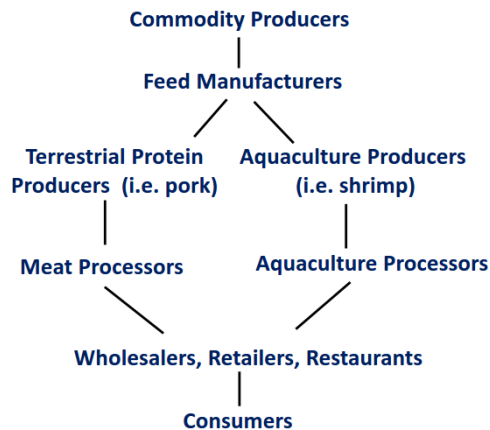 Commodity Producers
Feed Manufacturers
Terrestrial Protein
Producers (i.e. pork)
Aquaculture Producers
(i.e. shrimp)
Meat Processors
Aquaculture Processors
Wholesalers, Retailers, Restaurants
Consumers